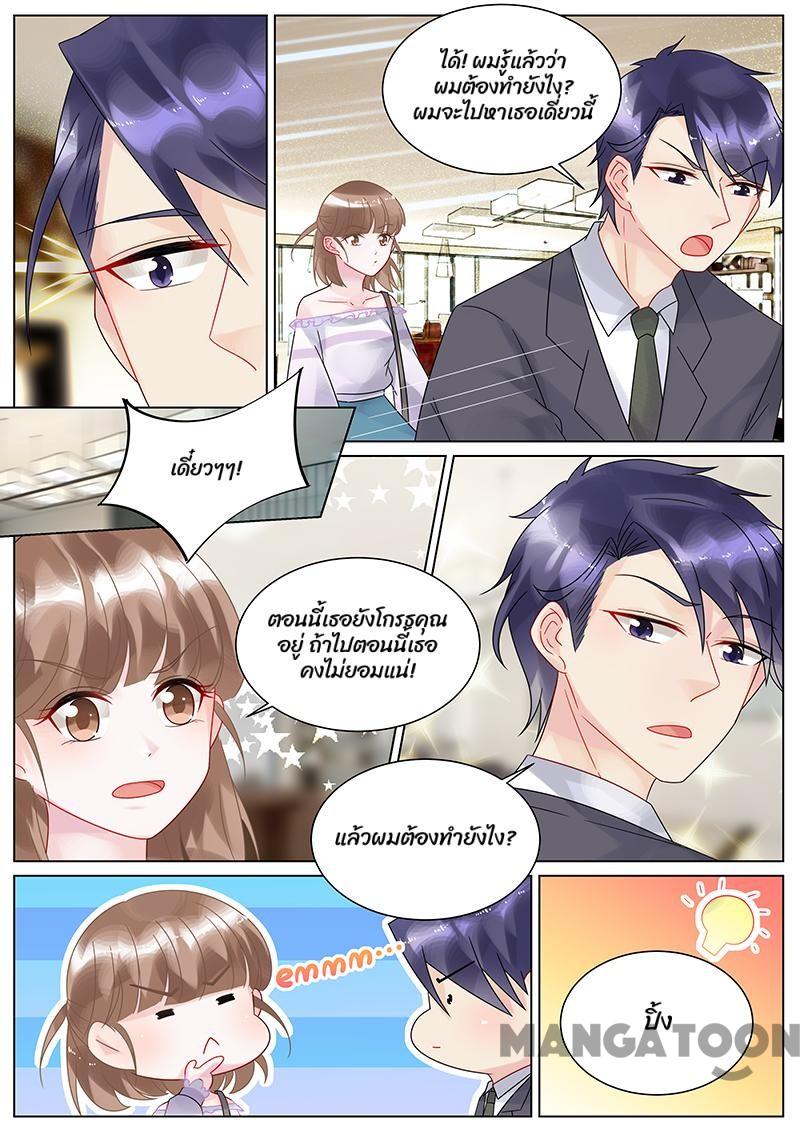 ได้! ผมรู้แล้วว่า
ผมต้องทำยังไง?
ผมจะไปหาเธอเดี๋ยวนี้
เดี๋ยวๆๆ!
ตอนนี้เธอยังโกรธคุณ
อยู่ ถ้าไปตอนนี้เธอ
คงไม่ยอมแน่!
แล้วผมต้องทำยังไง?
emmm...
ปิ้ง
MANGATOON